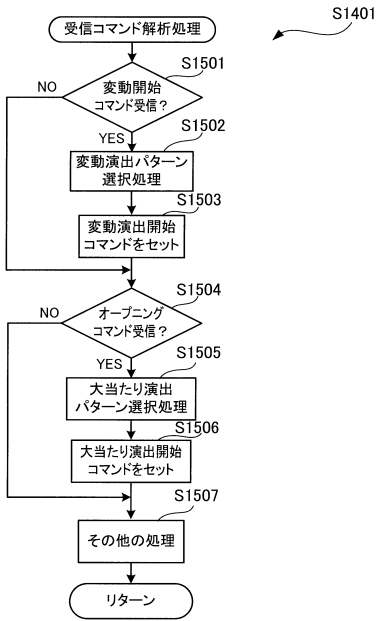 S1401
受信コマンド解析処理
S1501
NO
変動開始
コマンド受信？
YES
S1502
変動演出パターン
選択処理
S1503
変動演出開始
コマンドをセット
S1504
NO
オープニング
コマンド受信？
YES
S1505
大当たり演出
パターン選択処理
S1506
大当たり演出開始
コマンドをセット
S1507
その他の処理
リターン